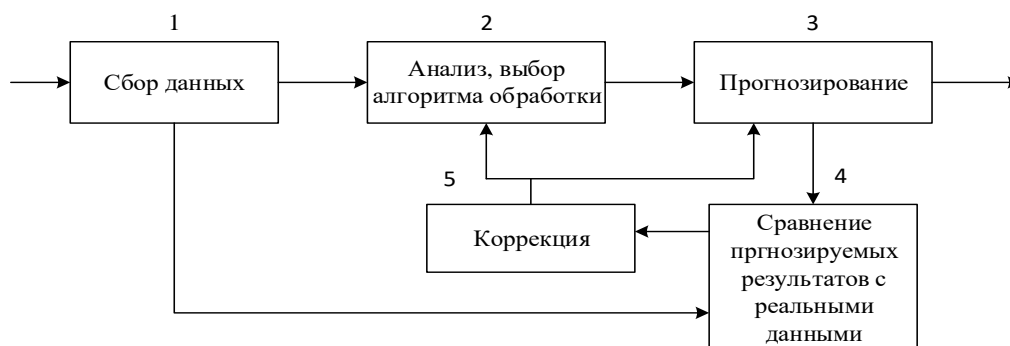 1
Сбор данных
2
Анализ, выбор
алгоритма обработки
3
Прогнозирование
4
Сравнение
пргнозируемых
результатов с
реальными
данными
5
Коррекция